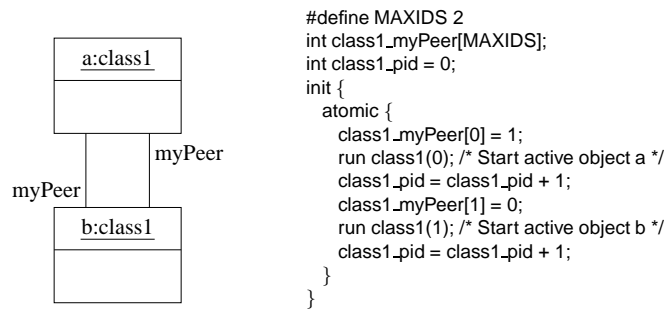 a:class1
myPeer
myPeer
b:class1
#define MAXIDS 2
int class1_myPeer[MAXIDS];
int class1_pid = 0;
init {
atomic {
class1_myPeer[0] = 1;
run class1(0); /* Start active object a */
class1_pid = class1_pid + 1;
class1_myPeer[1] = 0;
run class1(1); /* Start active object b */
class1_pid = class1_pid + 1;
}
}